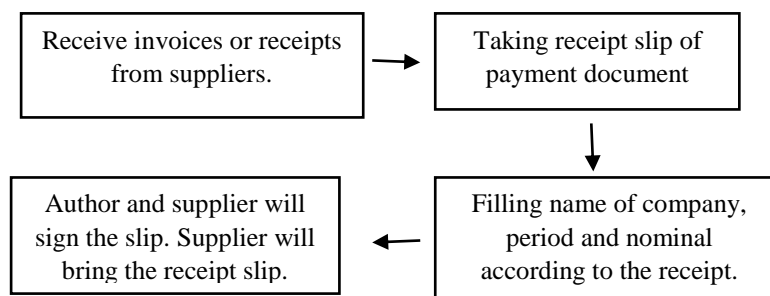 Receive invoices or receipts
from suppliers.
Taking receipt slip of
payment document
Filling name of company,
period and nominal
according to the receipt.
Author and supplier will
sign the slip. Supplier will
bring the receipt slip.